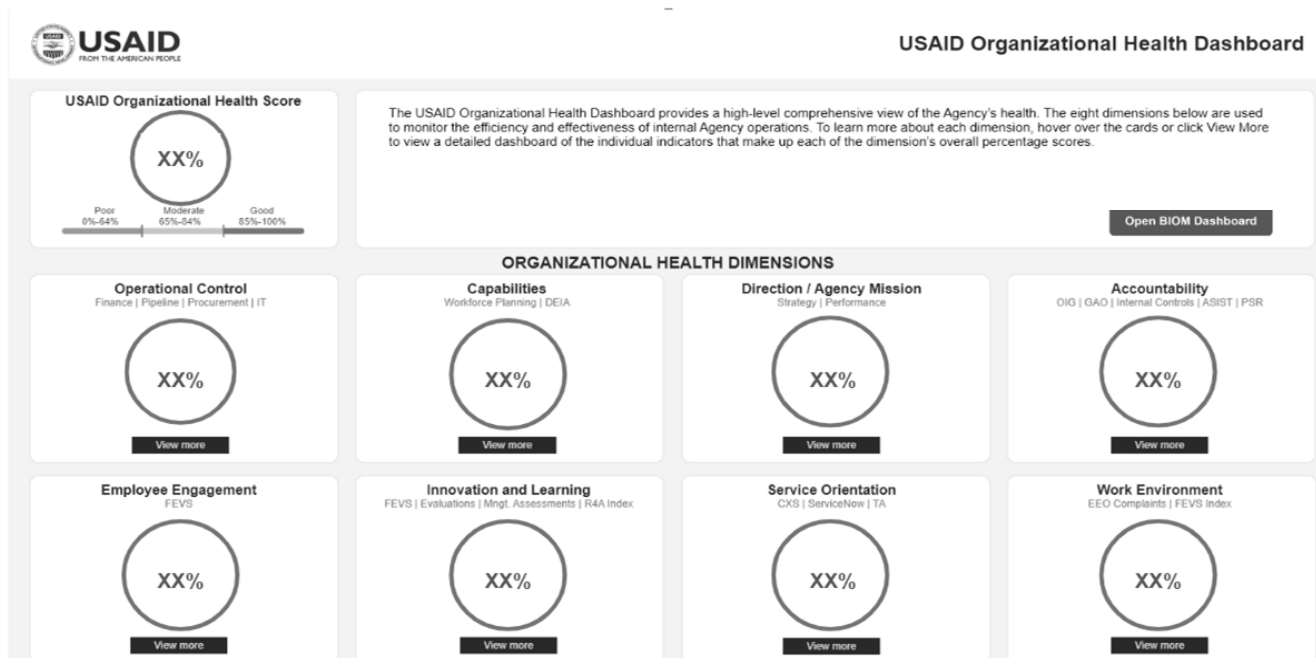 USAID
USAID
FROM THE AMERICAN PEOPLE
USAID Organizational Health Dashboard
USAID Organizational Health Score
XX%
Poor
0%-64%
Moderate
65%-84%
Good
85%-100%
The USAID Organizational Health Dashboard provides a high-level comprehensive view of the Agency's health. The eight dimensions below are used
to monitor the efficiency and effectiveness of internal Agency operations. To learn more about each dimension, hover over the cards or click View More
to view a detailed dashboard of the individual indicators that make up each of the dimension's overall percentage scores.
Open BIOM Dashboard
ORGANIZATIONAL HEALTH DIMENSIONS
Operational Control
Finance | Pipeline | Procurement | IT
XX%
View more
Capabilities
Workforce Planning | DEIA
XX%
View more
Direction / Agency Mission
Strategy | Performance
XX%
View more
Accountability
OIG | GAO | Internal Controls | ASIST | PSR
XX%
View more
Employee Engagement
FEVS
XX%
View more
Innovation and Learning
FEVS | Evaluations | Mngt. Assessments | R4A Index
XX%
View more
Service Orientation
CXS | ServiceNow | TA
XX%
View more
Work Environment
EEO Complaints | FEVS Index
XX%
View more